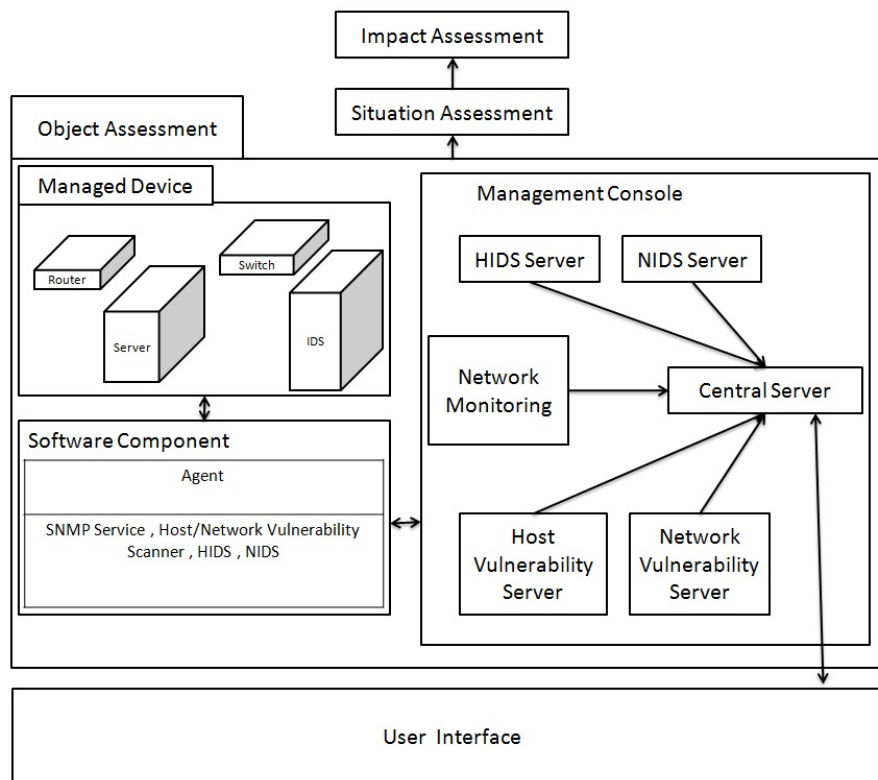 Impact Assessment
Situation Assessment
Object Assessment
Managed Device
Router
Switch
Server
IDS
Software Component
Agent
SNMP Service , Host/Network Vulnerability
Scanner , HIDS , NIDS
Management Console
HIDS Server
NIDS Server
Network
Monitoring
Central Server
Host
Vulnerability
Server
Network
Vulnerability
Server
User Interface